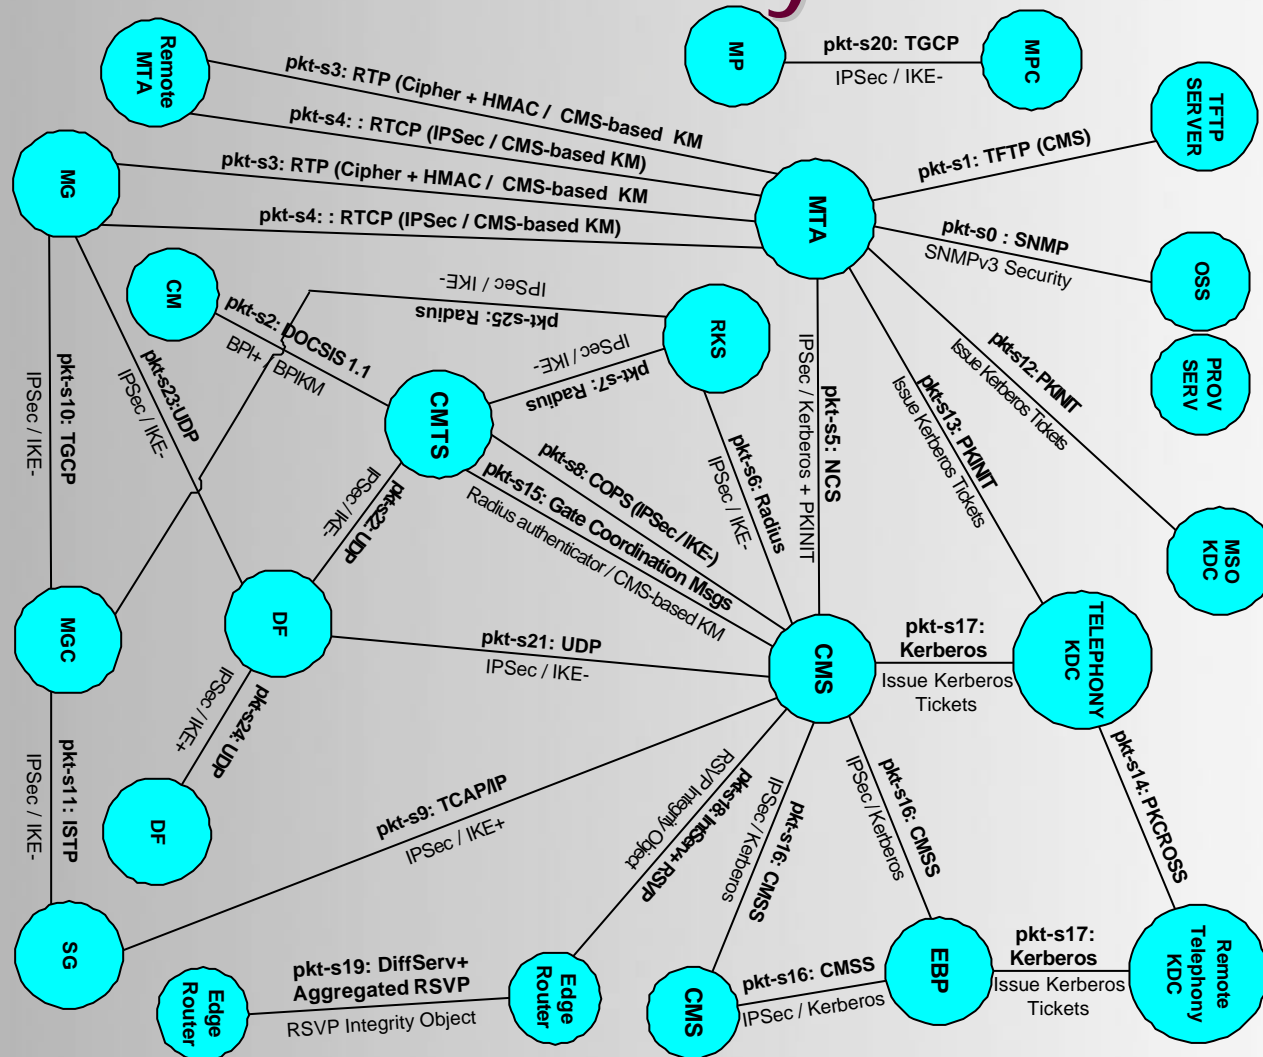 y
Remote
MTA
pkt-s3: RTP (Cipher + HMAC / CMS-based KM
pkt-s4: : RTCP (IPSec / CMS-based KM)
MP
pkt-s20: TGCP
IPSec / IKE-
MPC
TFTP
SERVER
pkt-s1: TFTP (CMS)
MG
pkt-s3: RTP (Cipher + HMAC / CMS-based KM
pkt-s4: : RTCP (IPSec / CMS-based KM)
MTA
pkt-s0 : SNMP
SNMPv3 Security
OSS
PROV
SERV
CM
pkt-s2: DOCSIS 1.1
BPI+ / BPIKM
IPSec / IKE-
pkt-s25: Radius
RKS
IPSec / IKE-
pkt-s7: Radius
pkt-s10: TGCP
IPSec / IKE-
pkt-s23:UDP
IPSec / IKE-
CMTS
pkt-s5: NCS
IPSec / Kerberos + PKINIT
pkt-s12: PKINIT
Issue Kerberos Tickets
pkt-s13: PKINIT
Issue Kerberos Tickets
pkt-s6: Radius
IPSec / IKE-
pkt-s8: COPS (IPSec / IKE-)
pkt-s15: Gate Coordination Msgs
Radius authenticator / CMS-based KM
pkt-s22: UDP
IPSec / IKE-
MSO
KDC
MGC
DF
pkt-s21: UDP
IPSec / IKE-
CMS
pkt-s17:
Kerberos
Issue Kerberos
Tickets
TELEPHONY
KDC
pkt-s24: UDP
IPSec / IKE+
pkt-s11: ISTP
IPSec / IKE-
DF
pkt-s9: TCAP/IP
IPSec / IKE+
pkt-s18: IntServ+ RSVP
RSVP Integrity Object
pkt-s16: CMSS
IPSec / Kerberos
pkt-s16: CMSS
IPSec / Kerberos
pkt-s14: PKCROSS
SG
Edge
Router
pkt-s19: DiffServ+
Aggregated RSVP
RSVP Integrity Object
Edge
Router
CMS
pkt-s16: CMSS
IPSec / Kerberos
EBP
pkt-s17:
Kerberos
Issue Kerberos
Tickets
Remote
Telephony
KDC